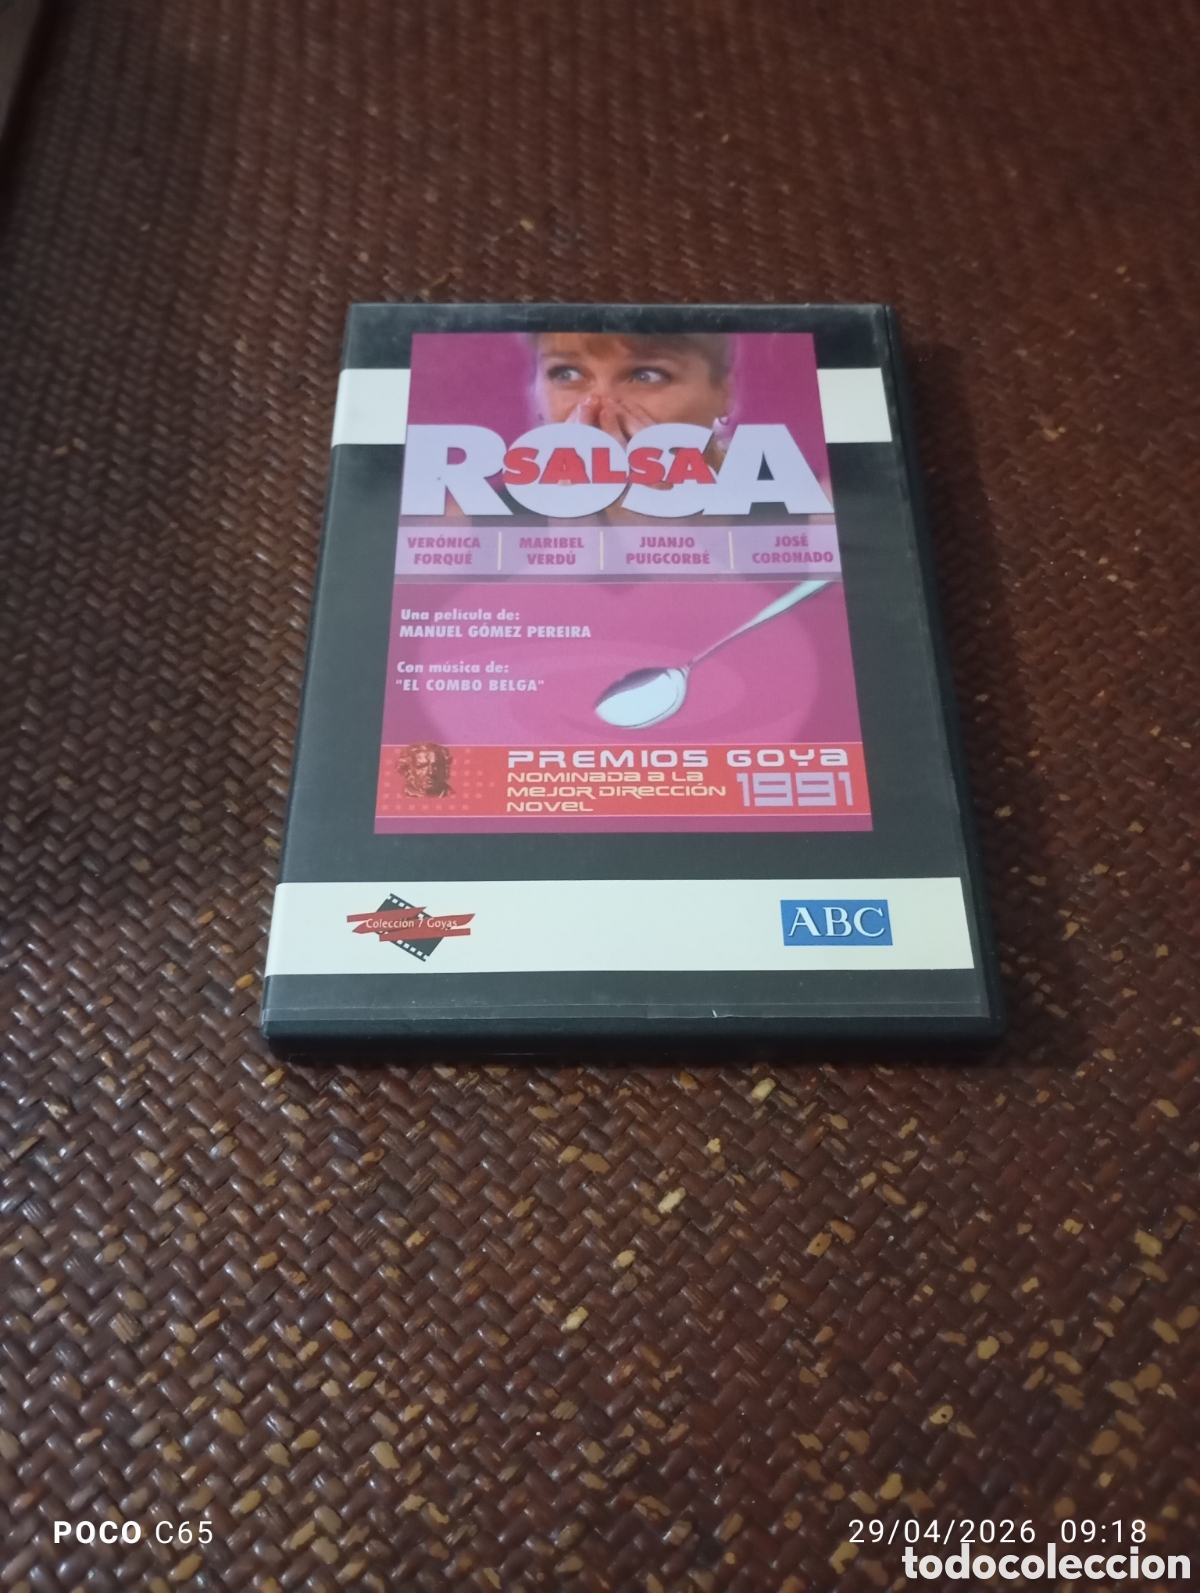 SALSA
ROSA
VERÓNICA FORQUÉ
MARIBEL VERDÚ
JUANJO PUIGCORBÉ
JOSÉ CORONADO
Una película de:
MANUEL GÓMEZ PEREIRA
Con música de:
"EL COMBO BELGA"
PREMIOS GOYA
NOMINADA A LA
MEJOR DIRECCIÓN
NOVEL
1991
Colección 7 Goyas
ABC
POCO C65
29/04/2026 09:18
todocoleccion